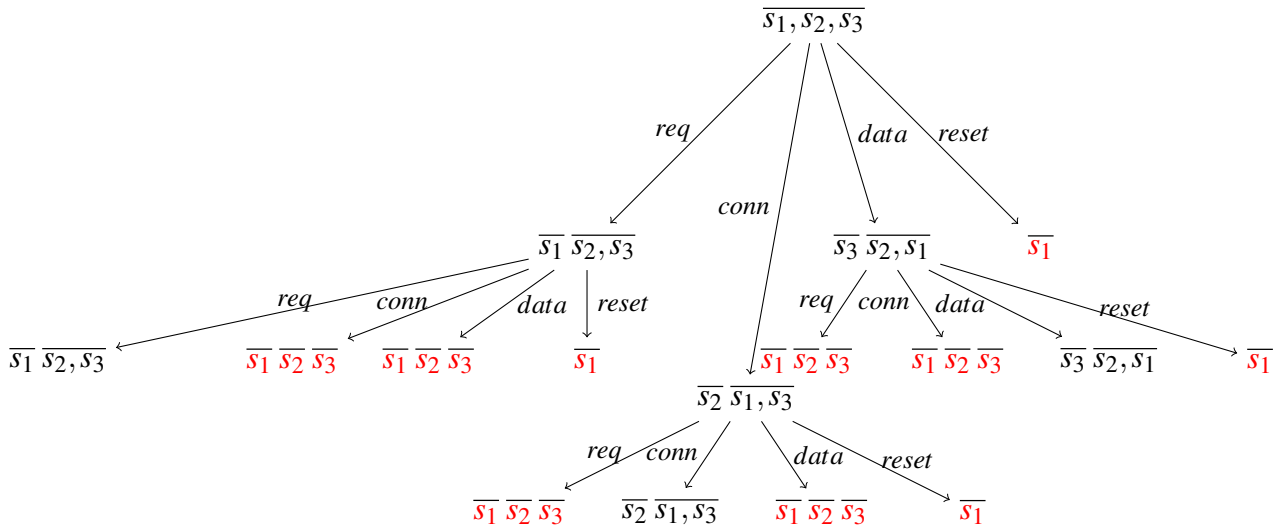 s₁, s₂, s₃
req conn data reset
s₁ s₂, s₃ s₃ s₂, s₁ s₁
req conn data reset req conn data reset
s₁ s₂, s₃ s₁ s₂ s₃ s₁ s₂ s₃ s₁ s₁ s₂ s₃ s₁ s₂ s₃ s₃ s₂, s₁ s₁
s₂ s₁, s₃
req conn data reset
s₁ s₂ s₃ s₂ s₁, s₃ s₁ s₂ s₃ s₁